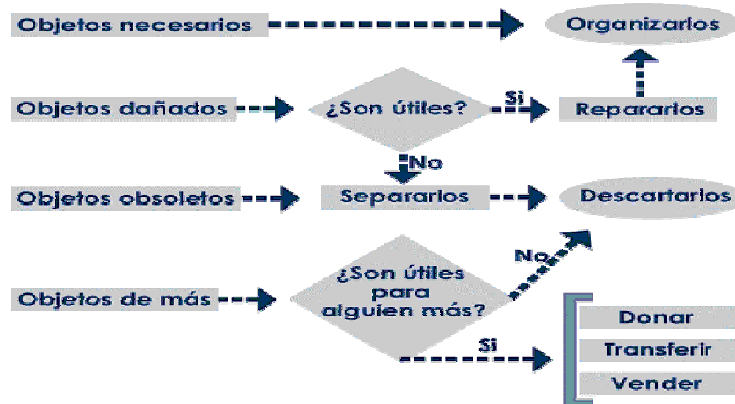 Objetos necesarios
Organizarlos
Objetos dañados
¿Son útiles?
Si
Repararlos
No
Objetos obsoletos
Separarlos
Descartarlos
Objetos de más
¿Son útiles
para
alguien más?
No
Si
Donar
Transferir
Vender